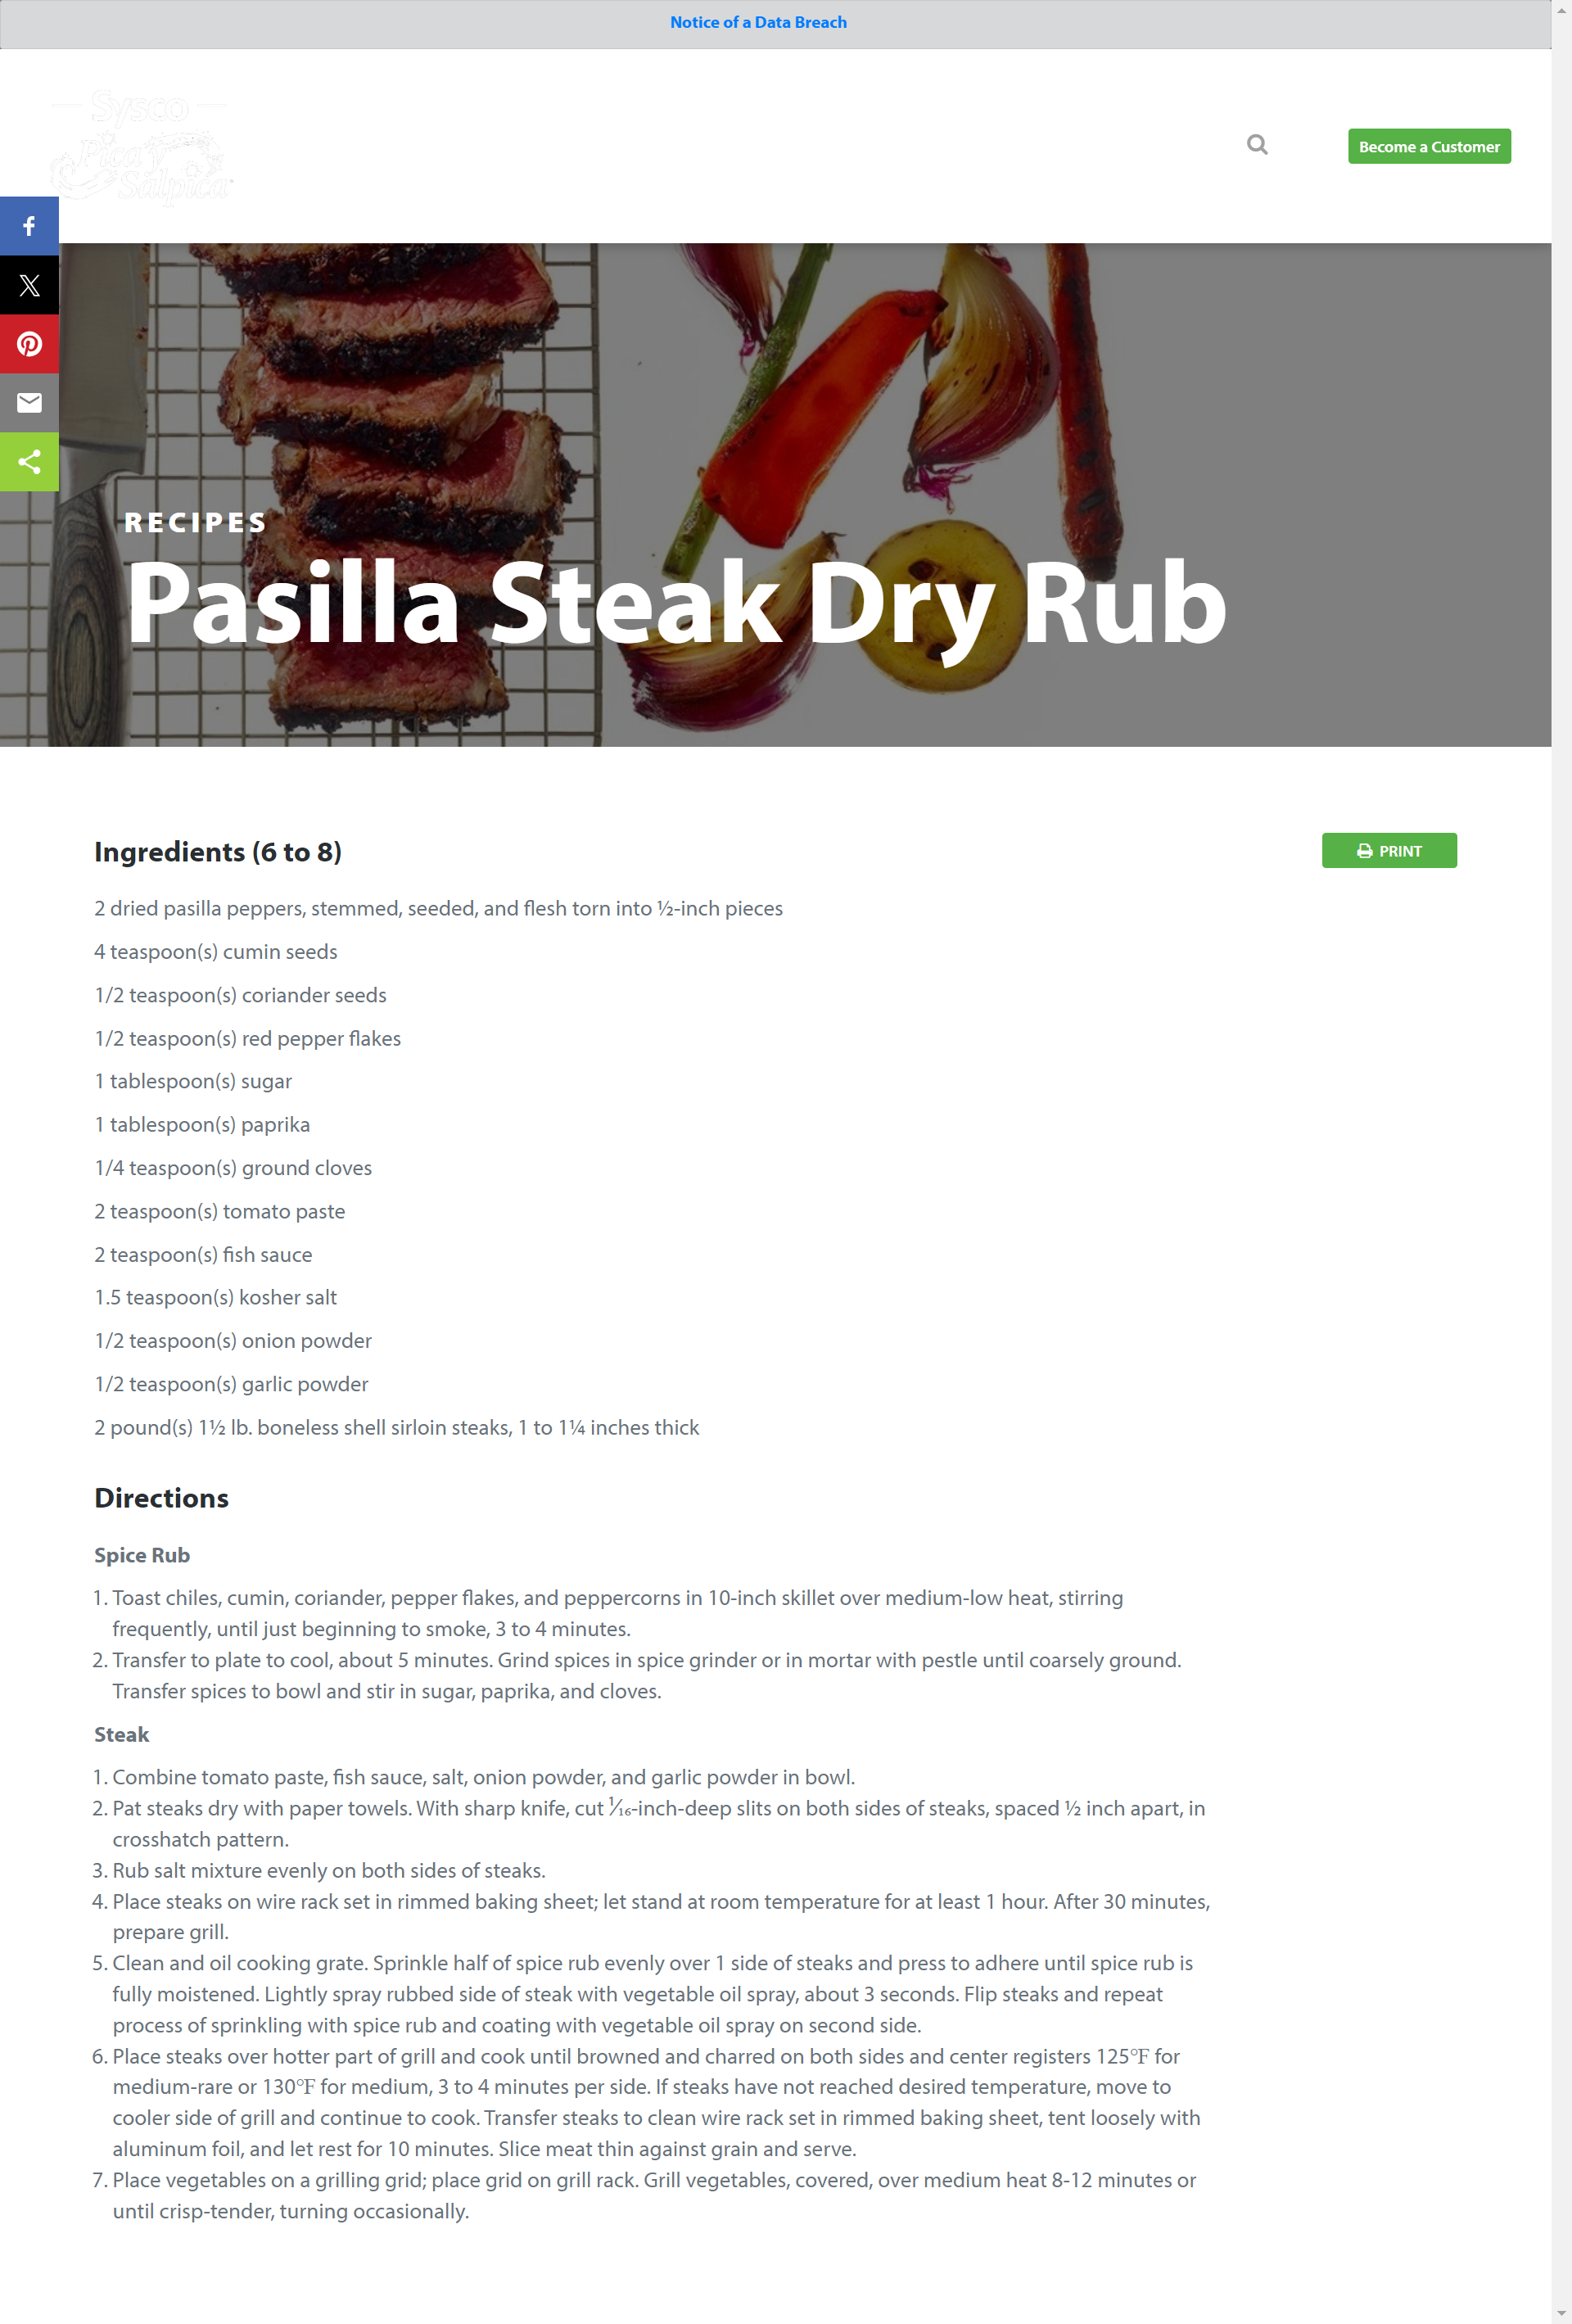 Notice of a Data Breach
Sysco
Pica y
Salpica
Become a Customer
RECIPES
Pasilla Steak Dry Rub
Ingredients (6 to 8)
PRINT
2 dried pasilla peppers, stemmed, seeded, and flesh torn into ½-inch pieces
4 teaspoon(s) cumin seeds
1/2 teaspoon(s) coriander seeds
1/2 teaspoon(s) red pepper flakes
1 tablespoon(s) sugar
1 tablespoon(s) paprika
1/4 teaspoon(s) ground cloves
2 teaspoon(s) tomato paste
2 teaspoon(s) fish sauce
1.5 teaspoon(s) kosher salt
1/2 teaspoon(s) onion powder
1/2 teaspoon(s) garlic powder
2 pound(s) 1½ lb. boneless shell sirloin steaks, 1 to 1¼ inches thick
Directions
Spice Rub
1. Toast chiles, cumin, coriander, pepper flakes, and peppercorns in 10-inch skillet over medium-low heat, stirring
frequently, until just beginning to smoke, 3 to 4 minutes.
2. Transfer to plate to cool, about 5 minutes. Grind spices in spice grinder or in mortar with pestle until coarsely ground.
Transfer spices to bowl and stir in sugar, paprika, and cloves.
Steak
1. Combine tomato paste, fish sauce, salt, onion powder, and garlic powder in bowl.
2. Pat steaks dry with paper towels. With sharp knife, cut ⅟₁₆-inch-deep slits on both sides of steaks, spaced ½ inch apart, in
crosshatch pattern.
3. Rub salt mixture evenly on both sides of steaks.
4. Place steaks on wire rack set in rimmed baking sheet; let stand at room temperature for at least 1 hour. After 30 minutes,
prepare grill.
5. Clean and oil cooking grate. Sprinkle half of spice rub evenly over 1 side of steaks and press to adhere until spice rub is
fully moistened. Lightly spray rubbed side of steak with vegetable oil spray, about 3 seconds. Flip steaks and repeat
process of sprinkling with spice rub and coating with vegetable oil spray on second side.
6. Place steaks over hotter part of grill and cook until browned and charred on both sides and center registers 125℉ for
medium-rare or 130℉ for medium, 3 to 4 minutes per side. If steaks have not reached desired temperature, move to
cooler side of grill and continue to cook. Transfer steaks to clean wire rack set in rimmed baking sheet, tent loosely with
aluminum foil, and let rest for 10 minutes. Slice meat thin against grain and serve.
7. Place vegetables on a grilling grid; place grid on grill rack. Grill vegetables, covered, over medium heat 8-12 minutes or
until crisp-tender, turning occasionally.